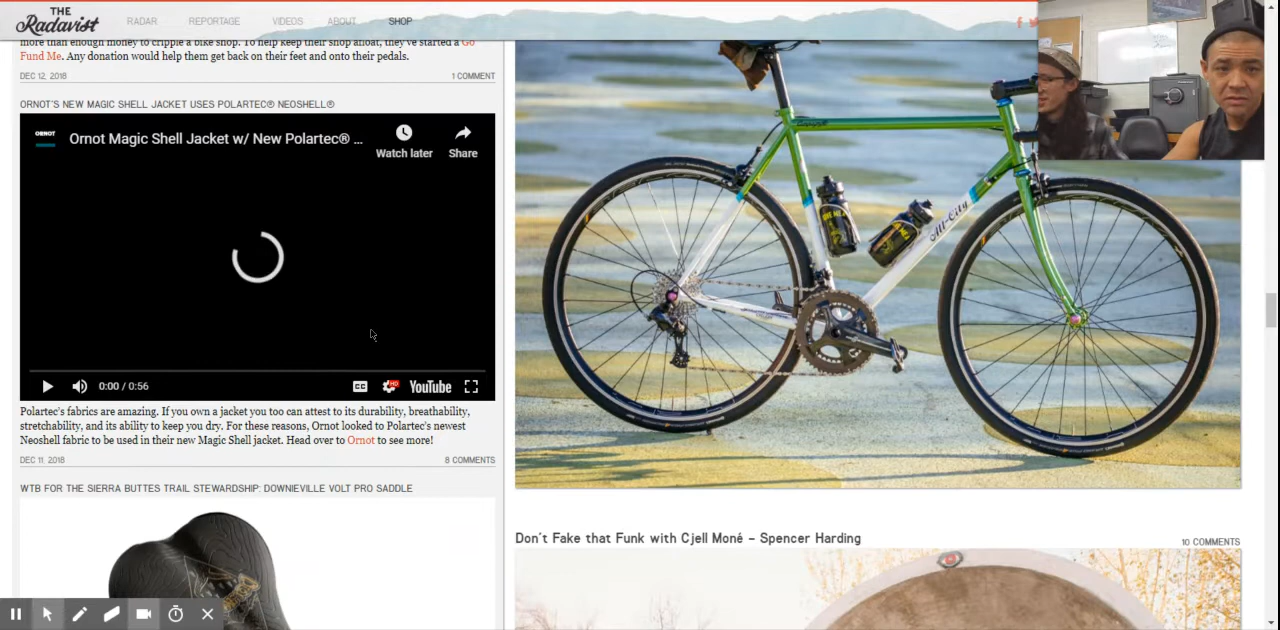 THE
Radavist
RADAR
REPORTAGE
VIDEOS
ABOUT
SHOP
more than enough money to cripple a bike shop. To help keep their shop afloat, they've started a Go
Fund Me. Any donation would help them get back on their feet and onto their pedals.
DEC 12, 2018
1 COMMENT
ORNOT'S NEW MAGIC SHELL JACKET USES POLARTEC® NEOSHELL®
ORNOT
Ornot Magic Shell Jacket w/ New Polartec® ...
Watch later
Share
0:00 / 0:56
CC
HD
YouTube
Polartec's fabrics are amazing. If you own a jacket you too can attest to its durability, breathability,
stretchability, and its ability to keep you dry. For these reasons, Ornot looked to Polartec's newest
Neoshell fabric to be used in their new Magic Shell jacket. Head over to Ornot to see more!
DEC 11, 2018
8 COMMENTS
WTB FOR THE SIERRA BUTTES TRAIL STEWARDSHIP: DOWNIEVILLE VOLT PRO SADDLE
All-City
Don't Fake that Funk with Cjell Moné – Spencer Harding
10 COMMENTS